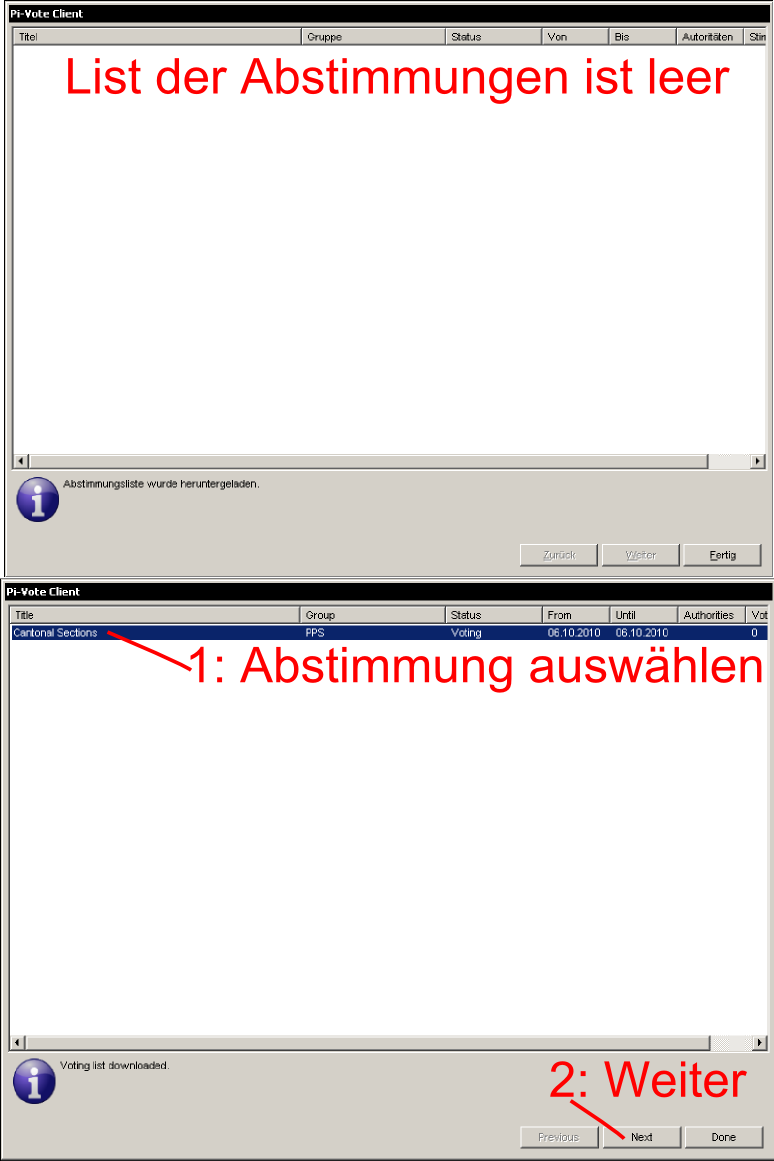 Pi-Vote Client
Titel Gruppe Status Von Bis Autoritäten Stim
List der Abstimmungen ist leer
Abstimmungsliste wurde heruntergeladen.
Zurück Weiter Fertig
Pi-Vote Client
Title Group Status From Until Authorities Vot
Cantonal Sections PPS Voting 06.10.2010 06.10.2010 0
1: Abstimmung auswählen
Voting list downloaded.
2: Weiter
Previous Next Done